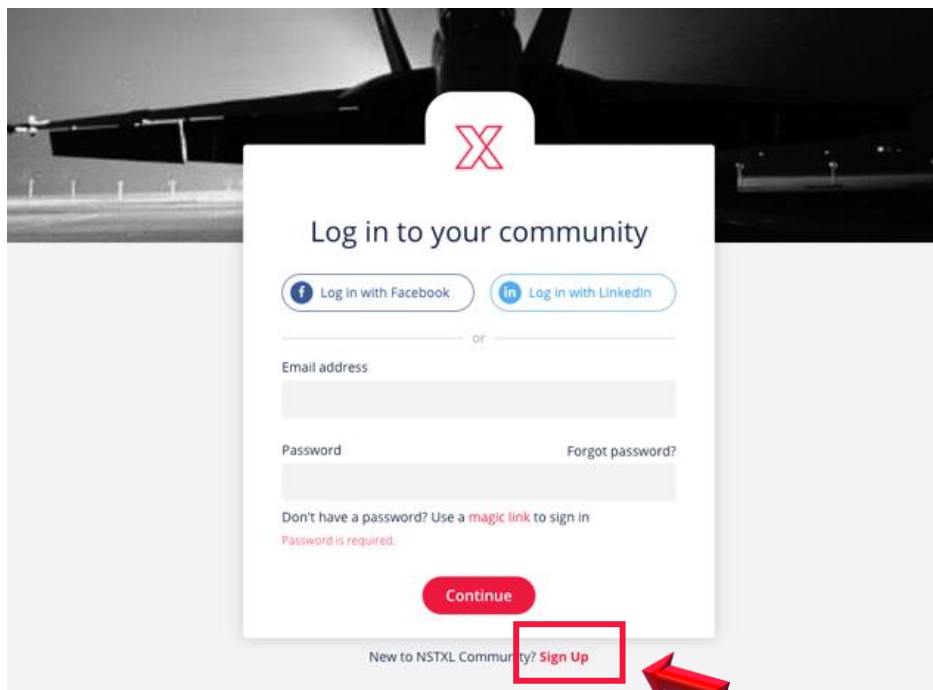 Log in to your community
Log in with Facebook
Log in with LinkedIn
or
Email address
Password
Forgot password?
Don't have a password? Use a magic link to sign in
Password is required.
Continue
New to NSTXL Community? Sign Up